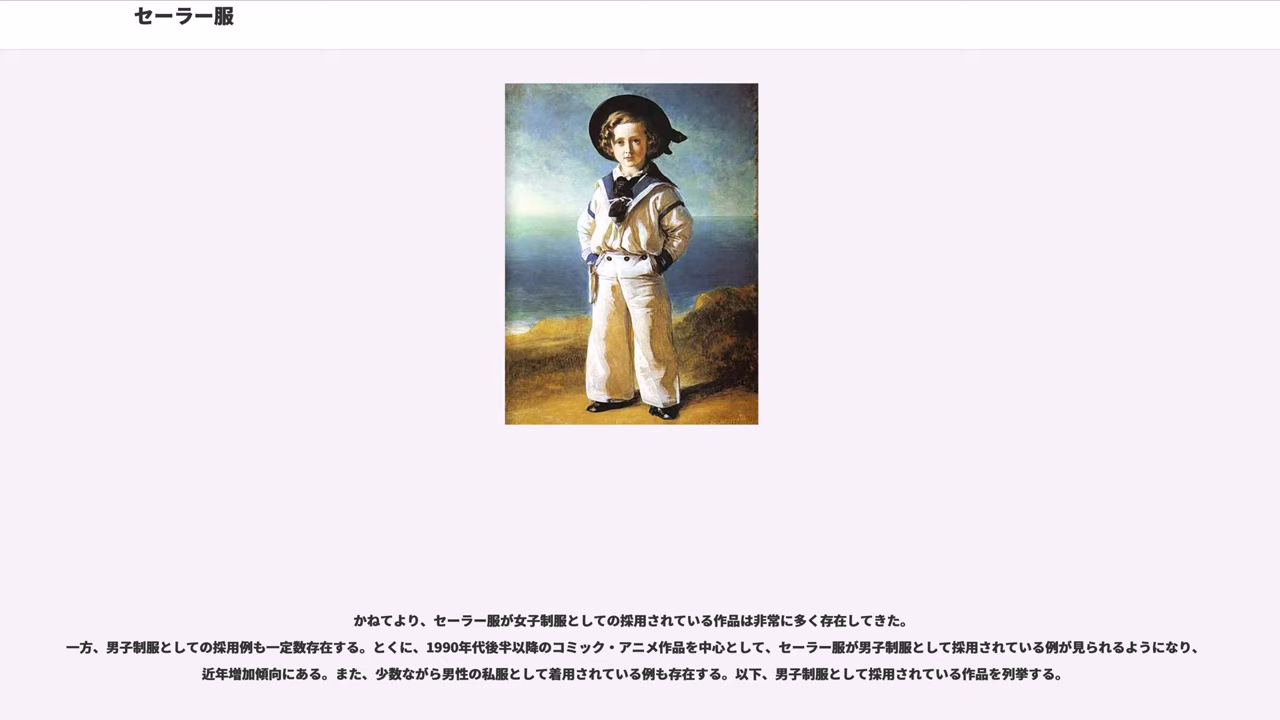 セーラー服
かねてより、セーラー服が女子制服としての採用されている作品は非常に多く存在してきた。
一方、男子制服としての採用例も一定数存在する。とくに、1990年代後半以降のコミック・アニメ作品を中心として、セーラー服が男子制服として採用されている例が見られるようになり、
近年増加傾向にある。また、少数ながら男性の私服として着用されている例も存在する。以下、男子制服として採用されている作品を列挙する。